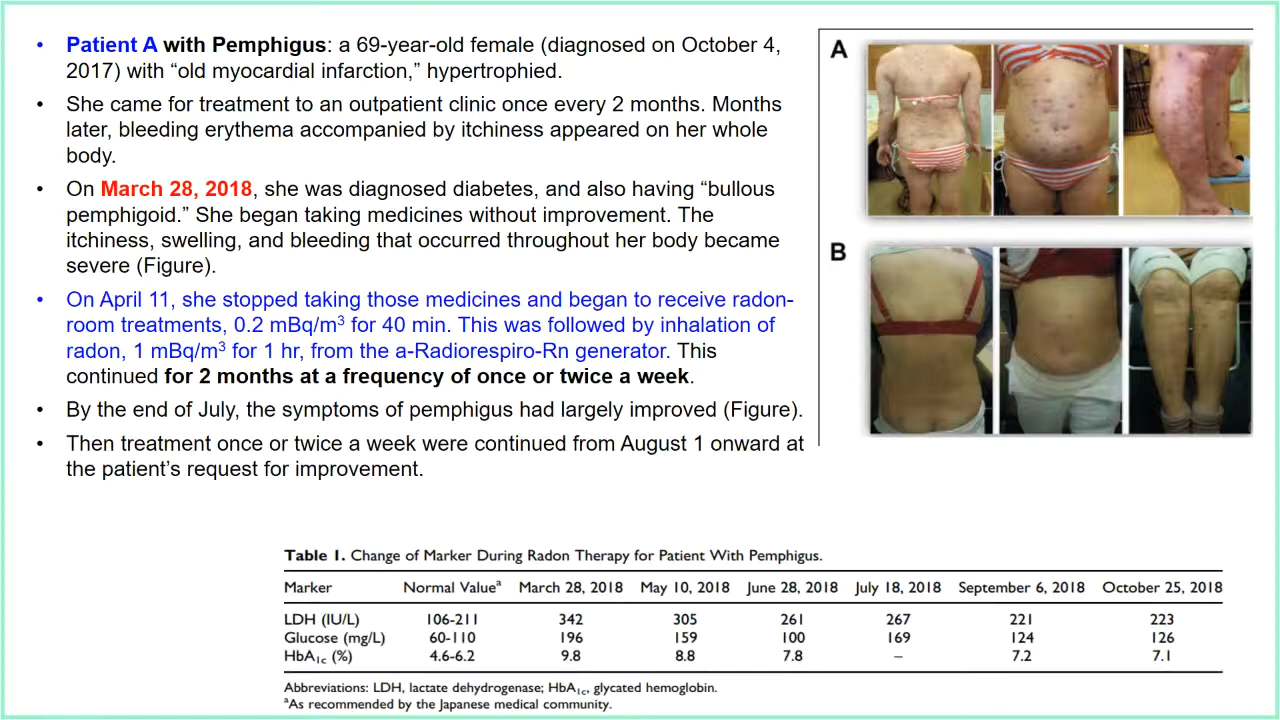 • Patient A with Pemphigus: a 69-year-old female (diagnosed on October 4,
2017) with “old myocardial infarction,” hypertrophied.
• She came for treatment to an outpatient clinic once every 2 months. Months
later, bleeding erythema accompanied by itchiness appeared on her whole
body.
• On March 28, 2018, she was diagnosed diabetes, and also having “bullous
pemphigoid.” She began taking medicines without improvement. The
itchiness, swelling, and bleeding that occurred throughout her body became
severe (Figure).
• On April 11, she stopped taking those medicines and began to receive radon-
room treatments, 0.2 mBq/m³ for 40 min. This was followed by inhalation of
radon, 1 mBq/m³ for 1 hr, from the a-Radiorespiro-Rn generator. This
continued for 2 months at a frequency of once or twice a week.
• By the end of July, the symptoms of pemphigus had largely improved (Figure).
• Then treatment once or twice a week were continued from August 1 onward at
the patient’s request for improvement.
A
B
Table 1. Change of Marker During Radon Therapy for Patient With Pemphigus.
Marker Normal Valueᵃ March 28, 2018 May 10, 2018 June 28, 2018 July 18, 2018 September 6, 2018 October 25, 2018
LDH (IU/L) 106-211 342 305 261 267 221 223
Glucose (mg/L) 60-110 196 159 100 169 124 126
HbA1c (%) 4.6-6.2 9.8 8.8 7.8 – 7.2 7.1
Abbreviations: LDH, lactate dehydrogenase; HbA1c, glycated hemoglobin.
ᵃAs recommended by the Japanese medical community.